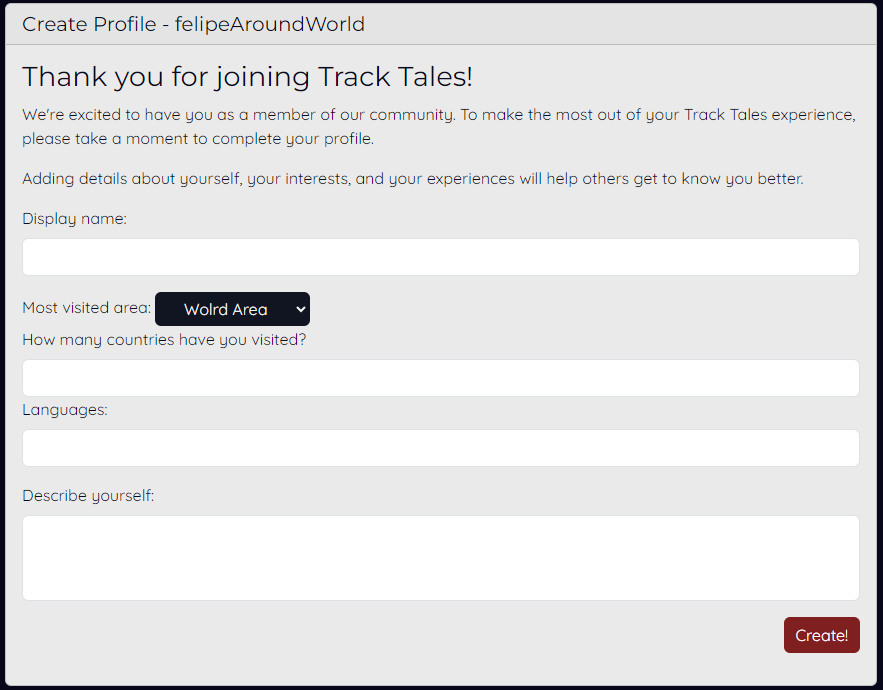 Create Profile - felipeAroundWorld
Thank you for joining Track Tales!
We're excited to have you as a member of our community. To make the most out of your Track Tales experience,
please take a moment to complete your profile.
Adding details about yourself, your interests, and your experiences will help others get to know you better.
Display name:
Most visited area: Wolrd Area
How many countries have you visited?
Languages:
Describe yourself:
Create!